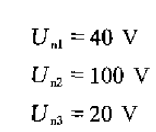 U_n1 = 40 V
U_n2 = 100 V
U_n3 = 20 V